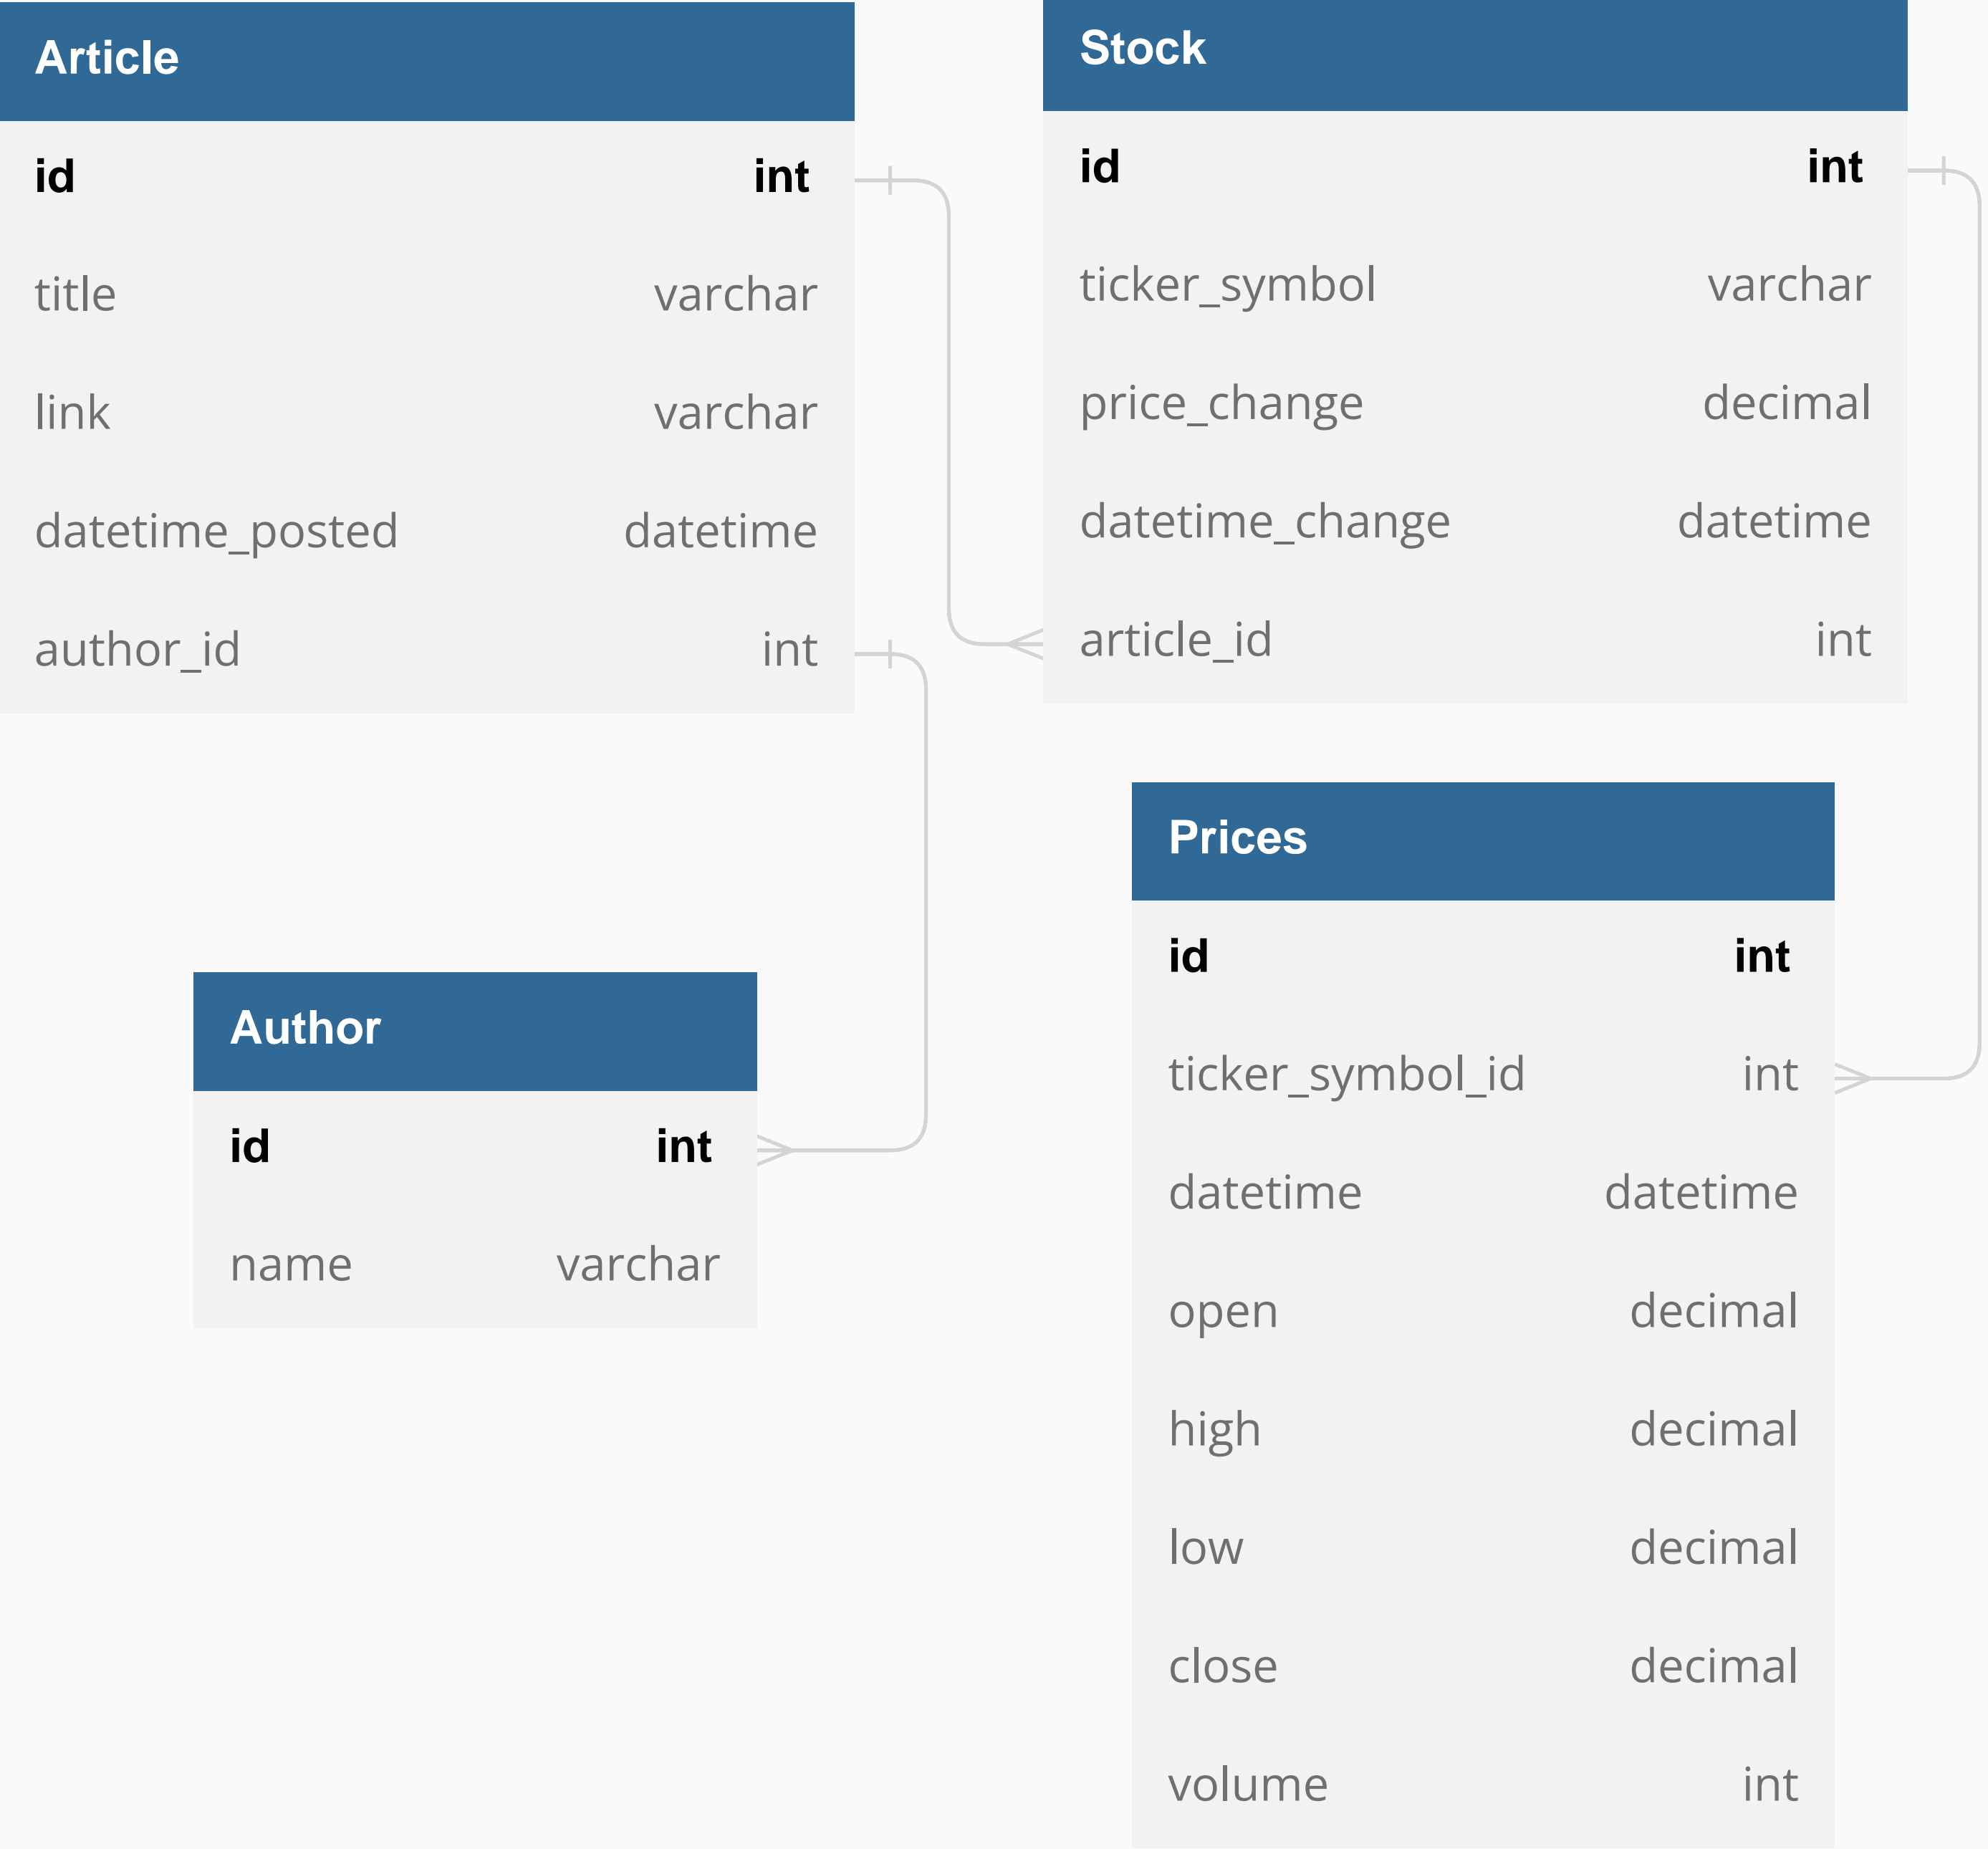 Article
id int
title varchar
link varchar
datetime_posted datetime
author_id int
Stock
id int
ticker_symbol varchar
price_change decimal
datetime_change datetime
article_id int
Author
id int
name varchar
Prices
id int
ticker_symbol_id int
datetime datetime
open decimal
high decimal
low decimal
close decimal
volume int